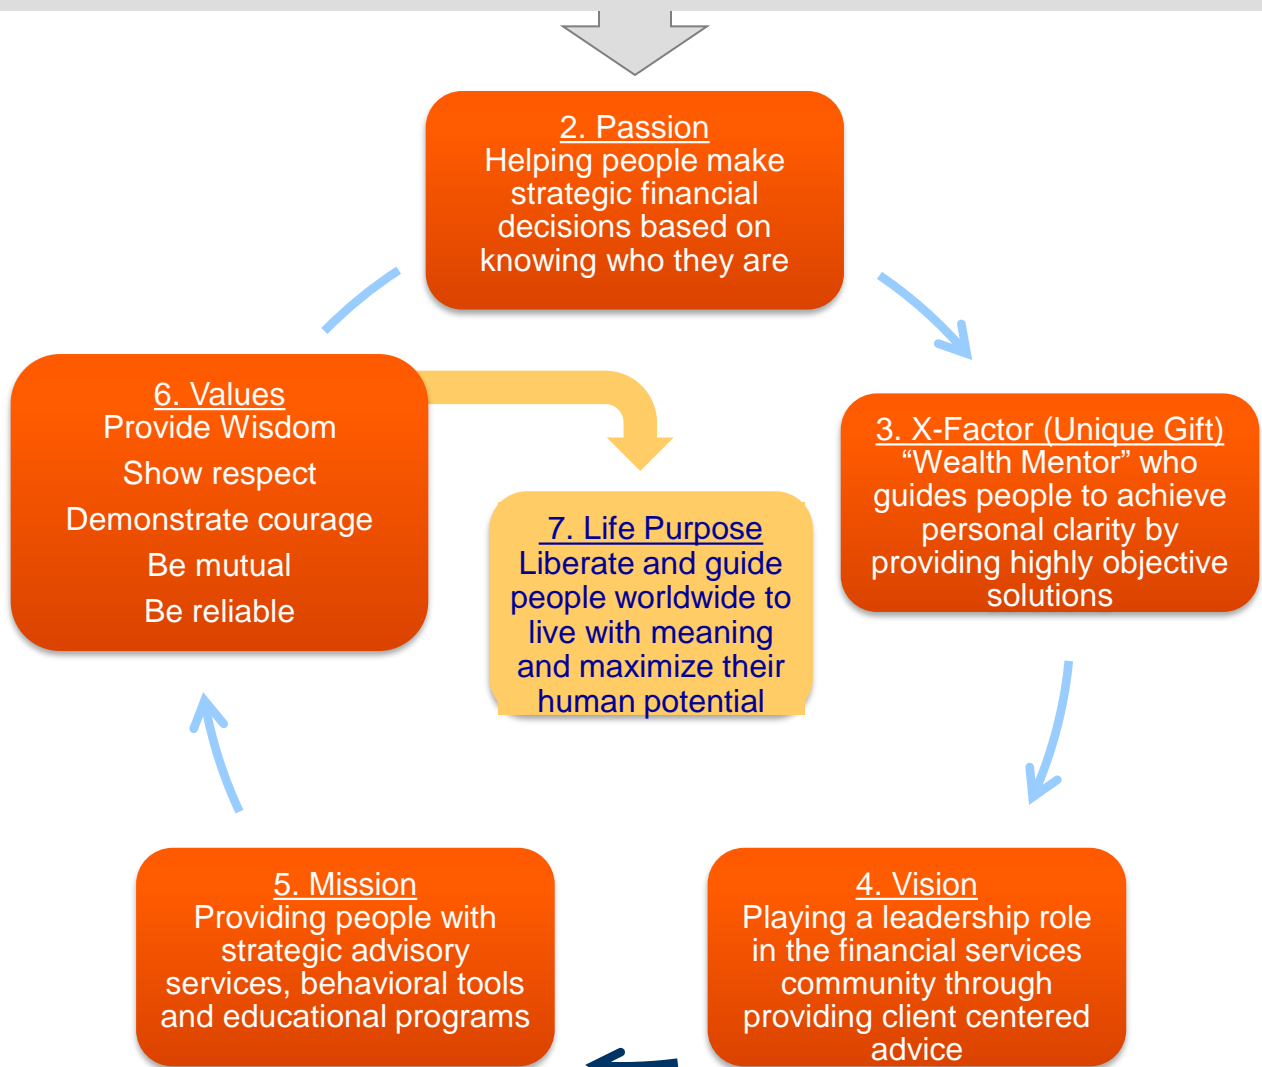 2. Passion
Helping people make
strategic financial
decisions based on
knowing who they are
3. X-Factor (Unique Gift)
“Wealth Mentor” who
guides people to achieve
personal clarity by
providing highly objective
solutions
4. Vision
Playing a leadership role
in the financial services
community through
providing client centered
advice
5. Mission
Providing people with
strategic advisory
services, behavioral tools
and educational programs
6. Values
Provide Wisdom
Show respect
Demonstrate courage
Be mutual
Be reliable
7. Life Purpose
Liberate and guide
people worldwide to
live with meaning
and maximize their
human potential